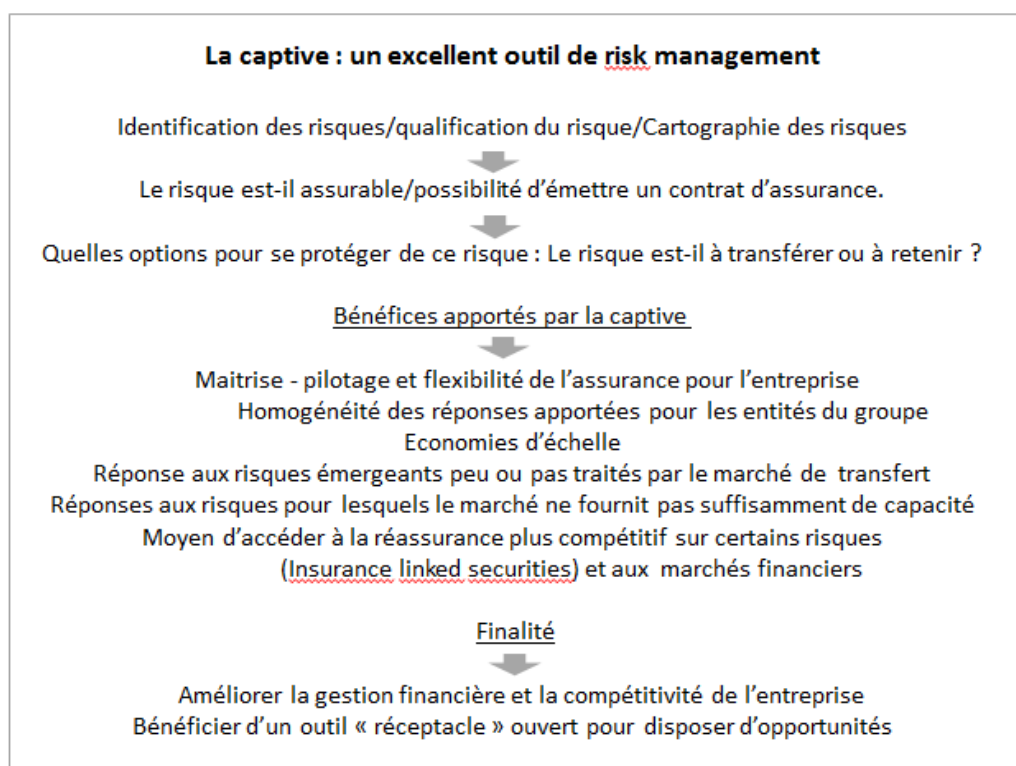 La captive : un excellent outil de risk management
Identification des risques/qualification du risque/Cartographie des risques
Le risque est-il assurable/possibilité d’émettre un contrat d’assurance.
Quelles options pour se protéger de ce risque : Le risque est-il à transférer ou à retenir ?
Bénéfices apportés par la captive
Maitrise - pilotage et flexibilité de l’assurance pour l’entreprise
Homogénéité des réponses apportées pour les entités du groupe
Economies d’échelle
Réponse aux risques émergeants peu ou pas traités par le marché de transfert
Réponses aux risques pour lesquels le marché ne fournit pas suffisamment de capacité
Moyen d’accéder à la réassurance plus compétitif sur certains risques
(Insurance linked securities) et aux marchés financiers
Finalité
Améliorer la gestion financière et la compétitivité de l’entreprise
Bénéficier d’un outil « réceptacle » ouvert pour disposer d’opportunités